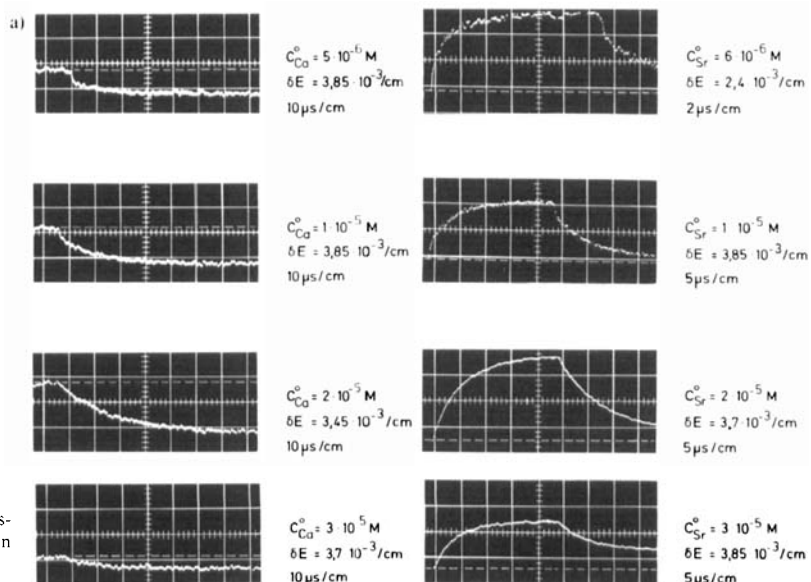 a)
C°Ca = 5 · 10⁻⁶ M
δE = 3,85 · 10⁻³/cm
10 µs/cm
C°Sr = 6 · 10⁻⁶ M
δE = 2,4 · 10⁻³/cm
2 µs/cm
C°Ca = 1 · 10⁻⁵ M
δE = 3,85 · 10⁻³/cm
10 µs/cm
C°Sr = 1 · 10⁻⁵ M
δE = 3,85 · 10⁻³/cm
5 µs/cm
C°Ca = 2 · 10⁻⁵ M
δE = 3,45 · 10⁻³/cm
10 µs/cm
C°Sr = 2 · 10⁻⁵ M
δE = 3,7 · 10⁻³/cm
5 µs/cm
s-
n
C°Ca = 3 · 10⁻⁵ M
δE = 3,7 · 10⁻³/cm
10 µs/cm
C°Sr = 3 · 10⁻⁵ M
δE = 3,85 · 10⁻³/cm
5 µs/cm